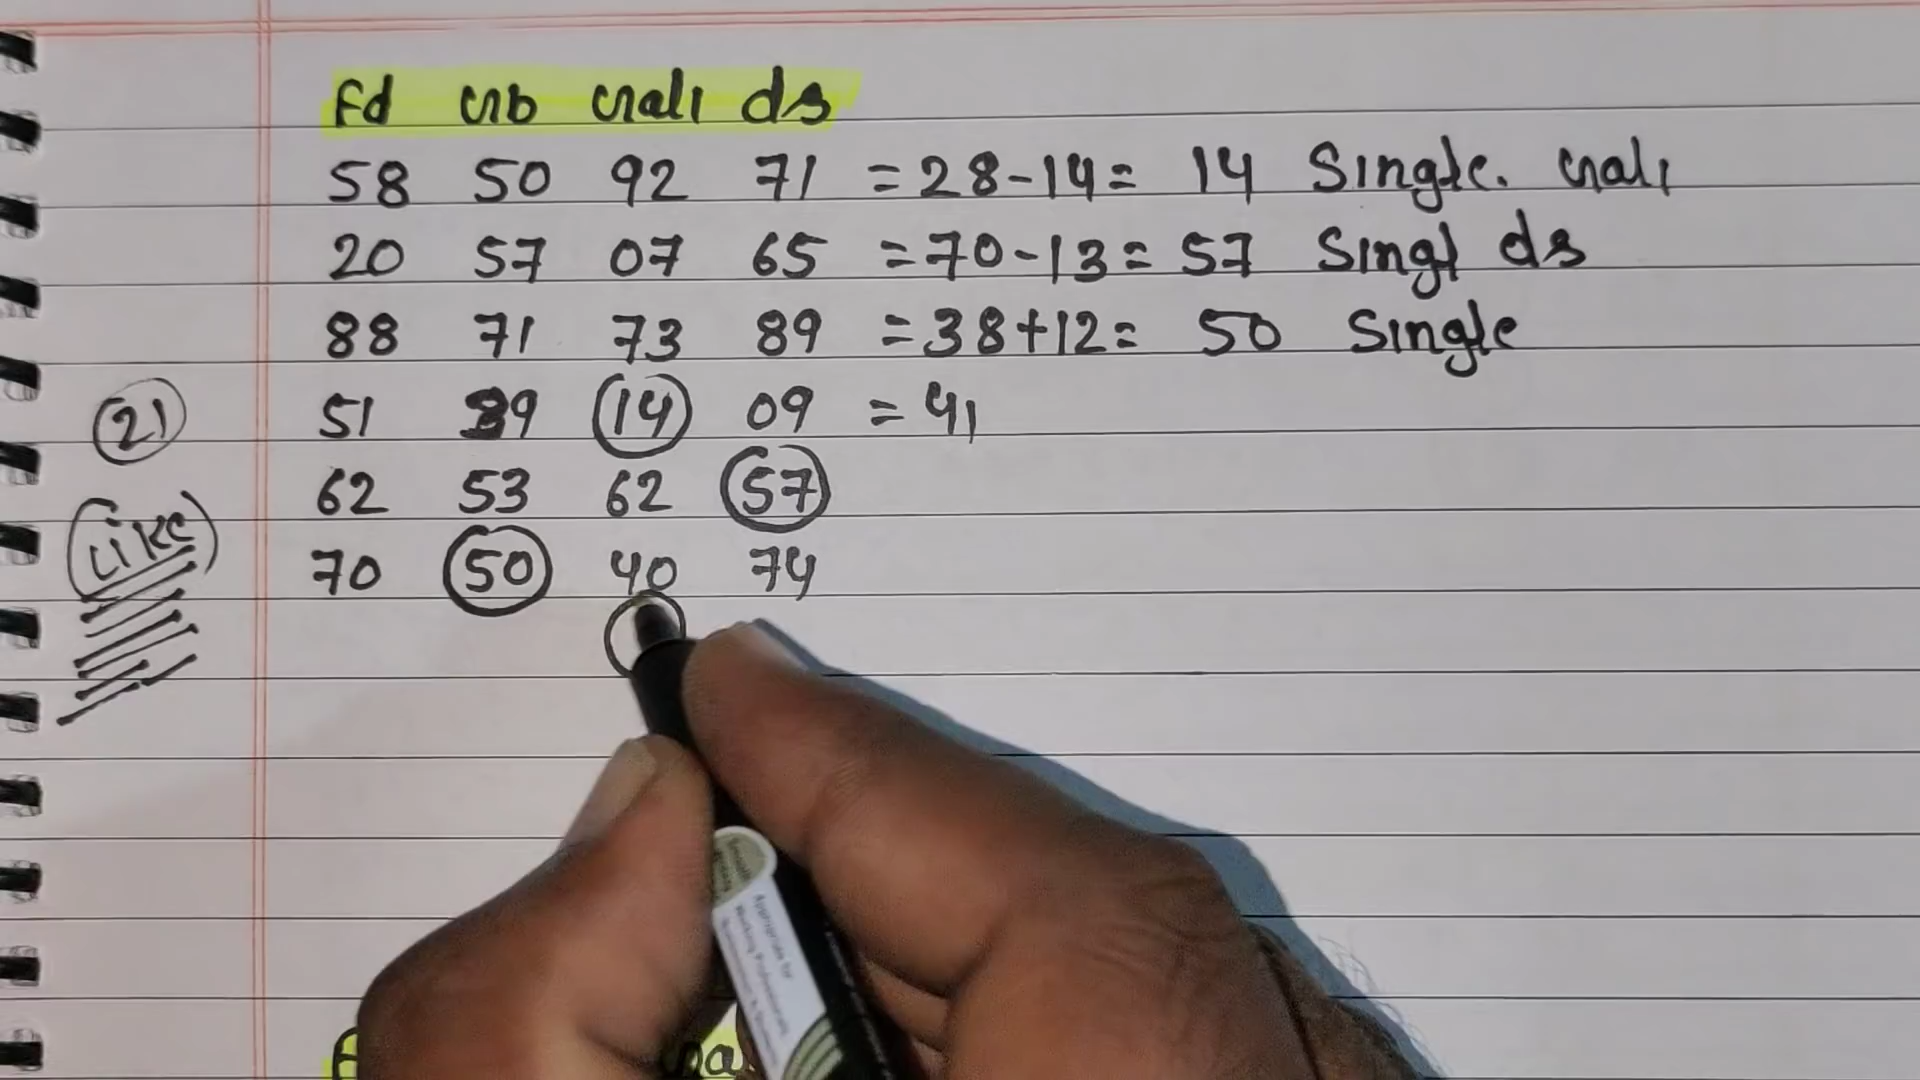 Fd GB Gali ds
58 50 92 71 = 28-14= 14 Single. Gali
20 57 07 65 = 70-13= 57 Singl ds
88 71 73 89 = 38+12= 50 Single
21 51 39 14 09 = 41
62 53 62 57
Like
70 50 40 74